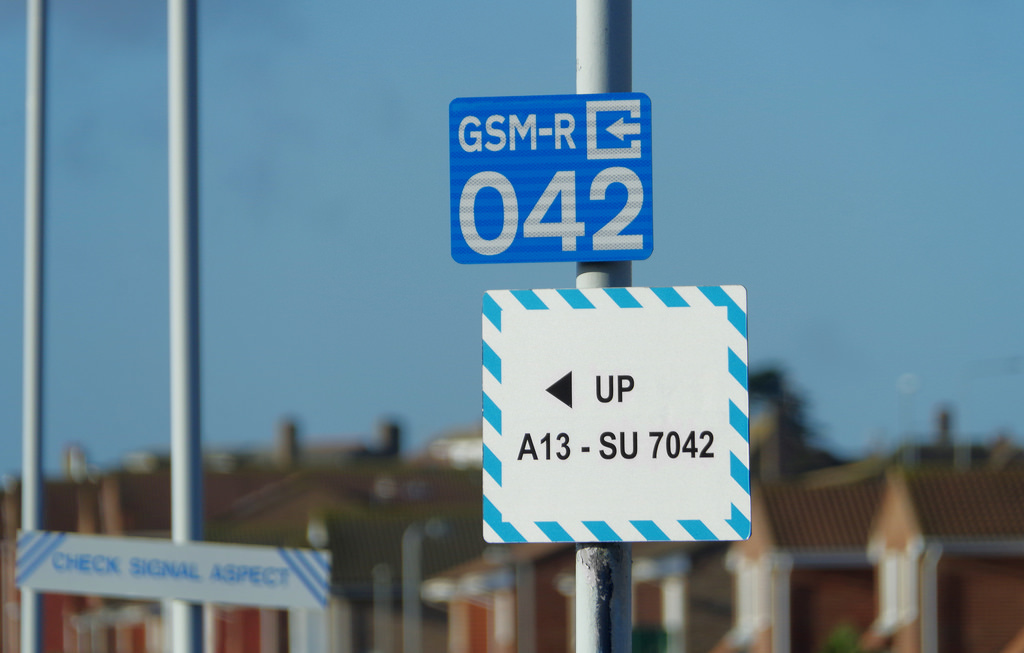 GSM-R
042
UP
A13 - SU 7042
CHECK SIGNAL ASPECT